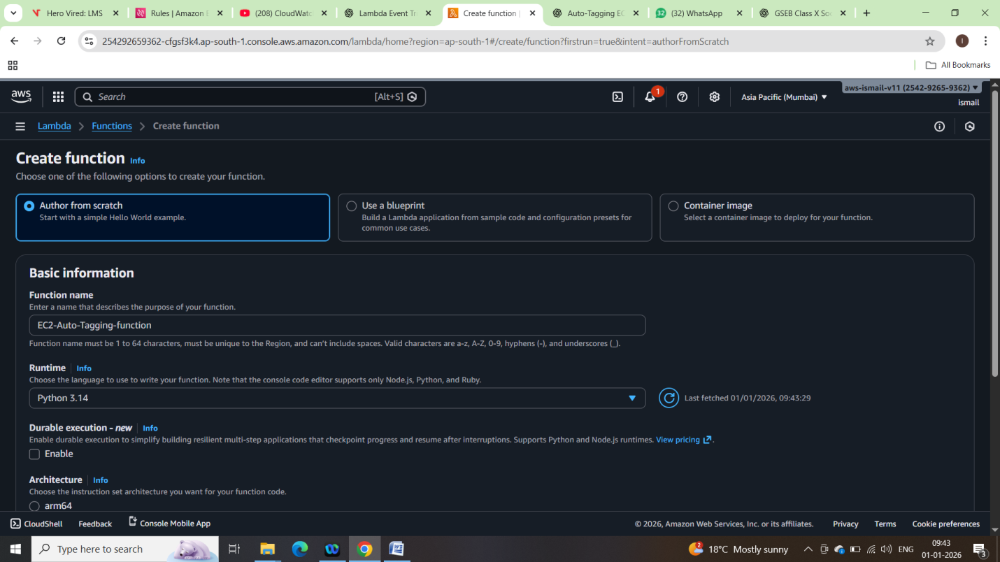 Hero Vired: LMS
Rules | Amazon E
(208) CloudWatc
Lambda Event Tr
Create function |
Auto-Tagging EC
(32) WhatsApp
GSEB Class X So
254292659362-cfgsf3k4.ap-south-1.console.aws.amazon.com/lambda/home?region=ap-south-1#/create/function?firstrun=true&intent=authorFromScratch
All Bookmarks
aws
Search
[Alt+S]
1
Asia Pacific (Mumbai)
aws-ismail-v11 (2542-9265-9362)
ismail
Lambda
Functions
Create function
Create function Info
Choose one of the following options to create your function.
Author from scratch
Start with a simple Hello World example.
Use a blueprint
Build a Lambda application from sample code and configuration presets for
common use cases.
Container image
Select a container image to deploy for your function.
Basic information
Function name
Enter a name that describes the purpose of your function.
EC2-Auto-Tagging-function
Function name must be 1 to 64 characters, must be unique to the Region, and can't include spaces. Valid characters are a-z, A-Z, 0-9, hyphens (-), and underscores (_).
Runtime Info
Choose the language to use to write your function. Note that the console code editor supports only Node.js, Python, and Ruby.
Python 3.14
Last fetched 01/01/2026, 09:43:29
Durable execution - new Info
Enable durable execution to simplify building resilient multi-step applications that checkpoint progress and resume after interruptions. Supports Python and Node.js runtimes. View pricing.
Enable
Architecture Info
Choose the instruction set architecture you want for your function code.
arm64
CloudShell
Feedback
Console Mobile App
© 2026, Amazon Web Services, Inc. or its affiliates.
Privacy
Terms
Cookie preferences
Type here to search
2
18°C Mostly sunny
ENG
09:43
01-01-2026
3